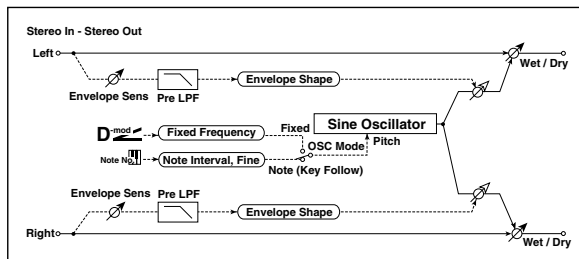 Stereo In - Stereo Out
Left
Wet / Dry
Envelope Sens
Pre LPF
Envelope Shape
D-mod
Fixed Frequency
Fixed
Sine Oscillator
OSC Mode
Pitch
Note No.
Note Interval, Fine
Note (Key Follow)
Envelope Sens
Pre LPF
Envelope Shape
Right
Wet / Dry